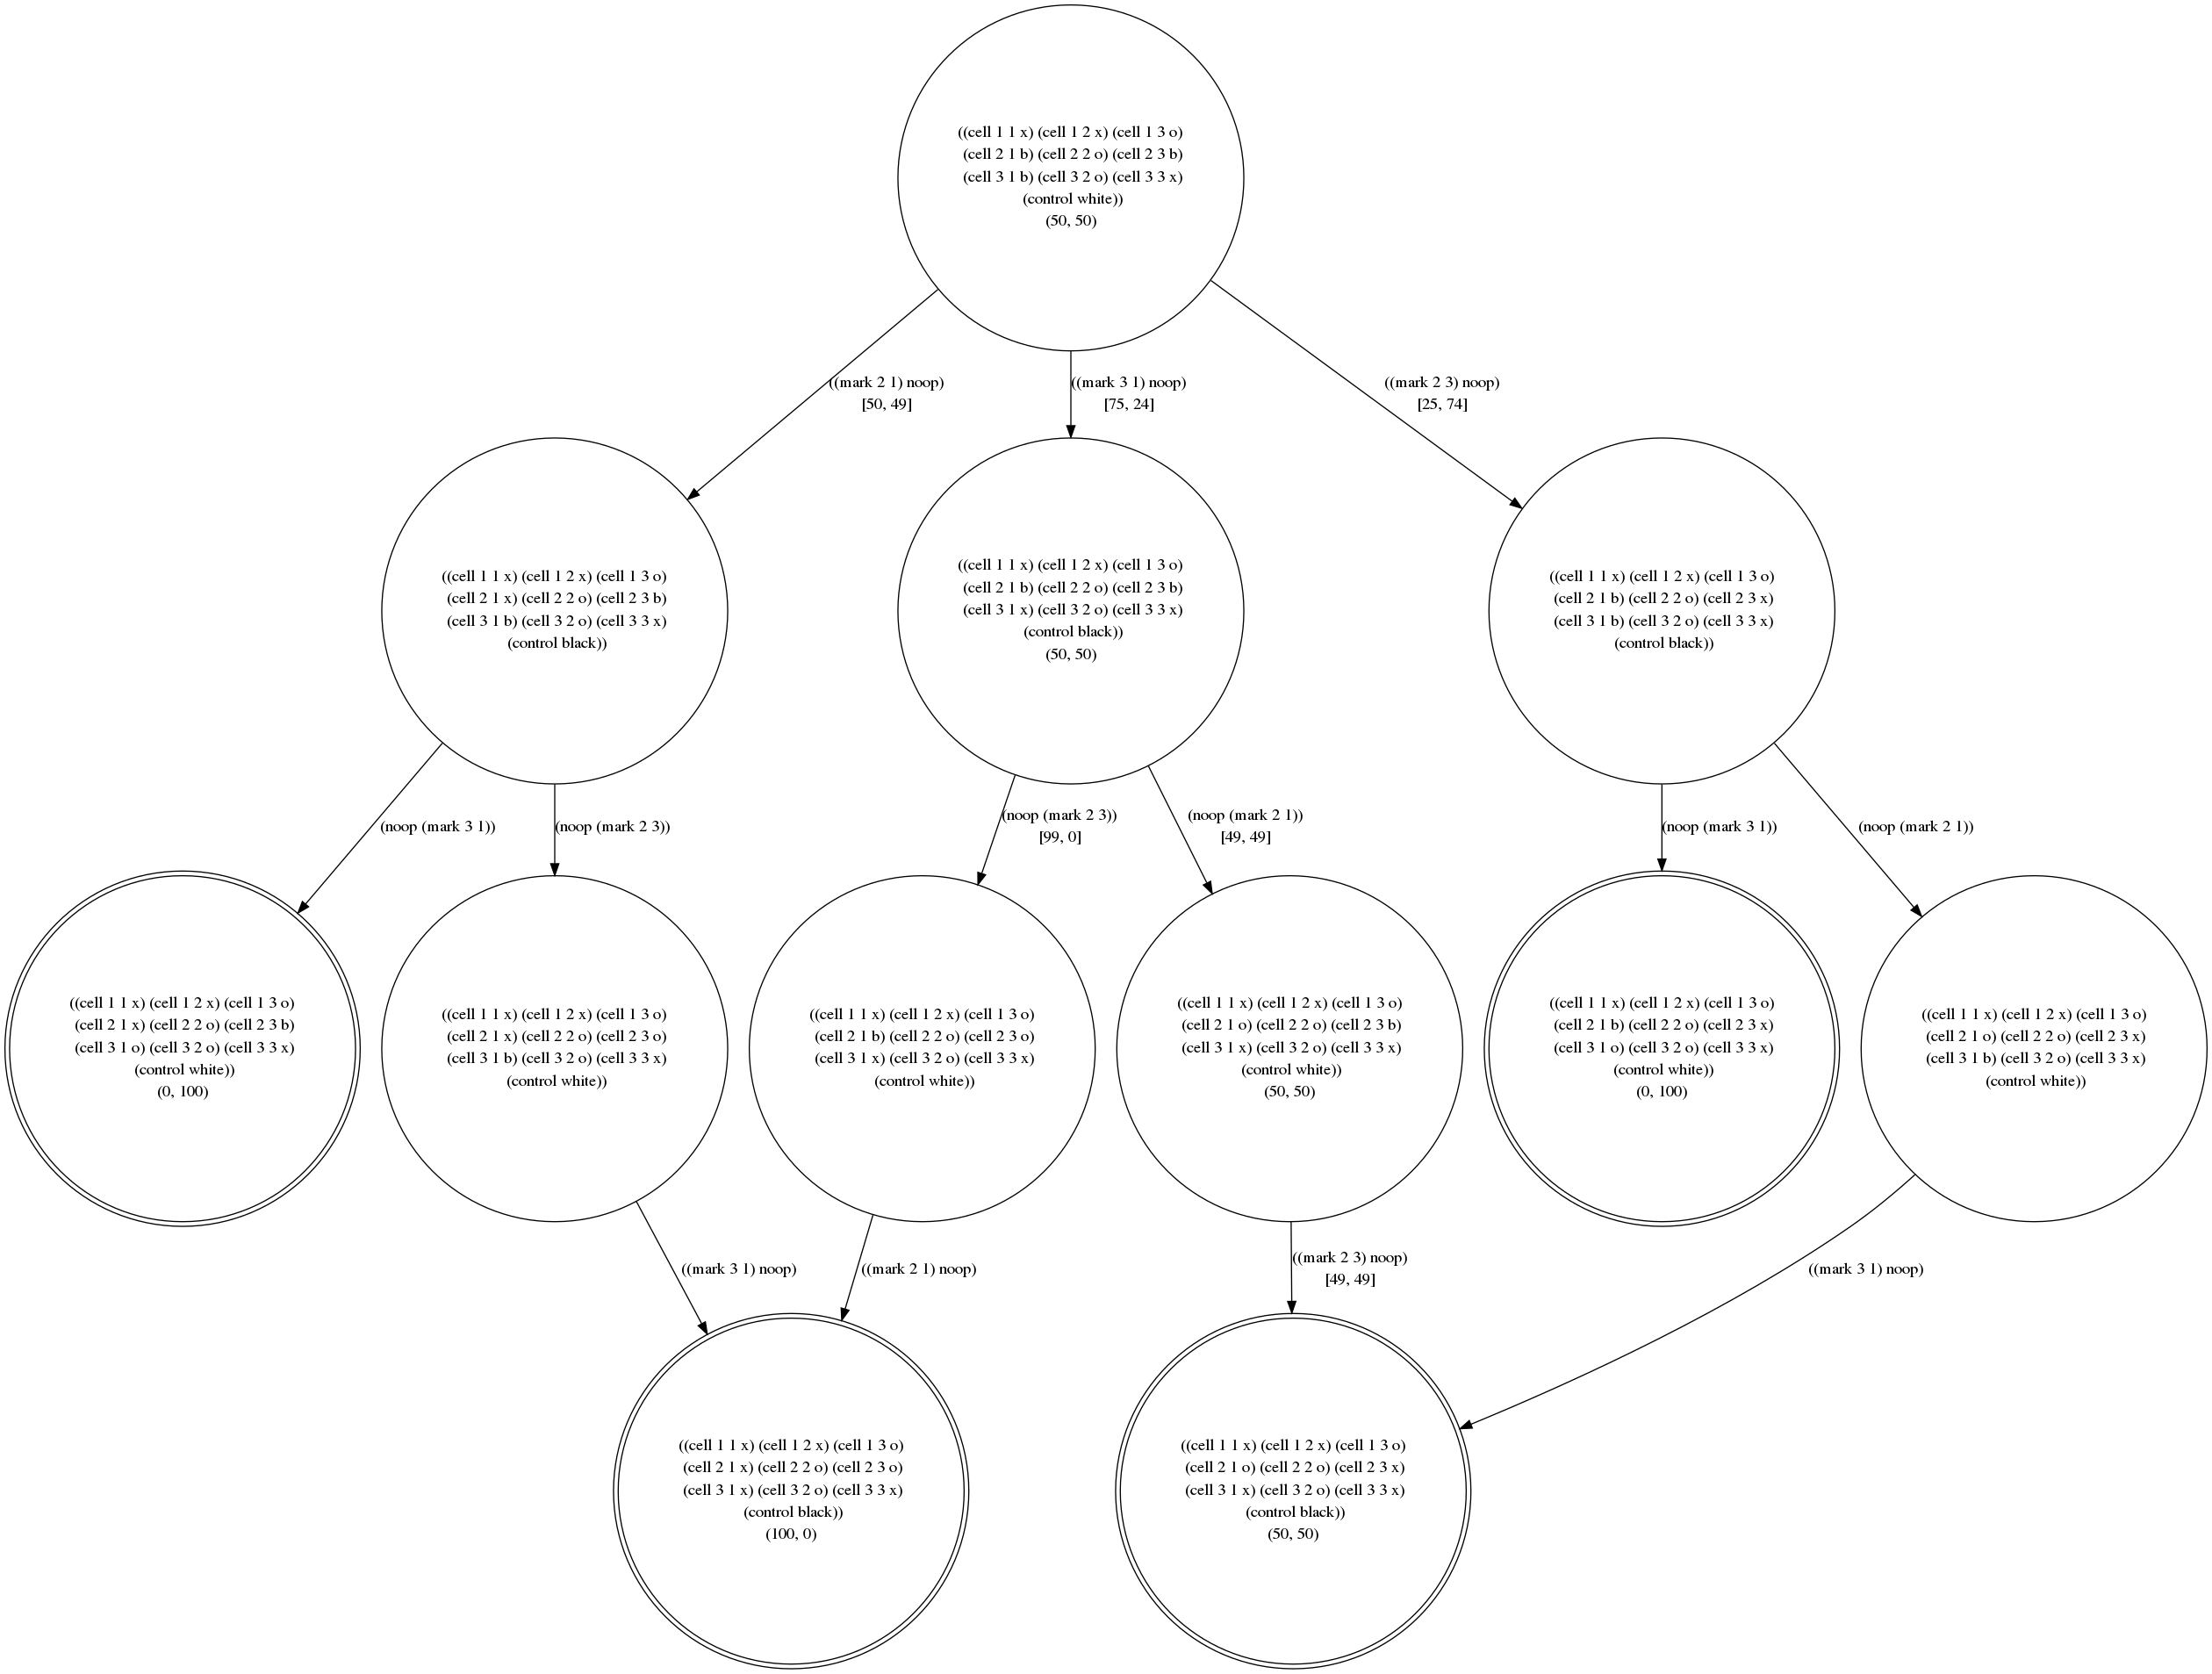 ((cell 1 1 x) (cell 1 2 x) (cell 1 3 o)
(cell 2 1 b) (cell 2 2 o) (cell 2 3 b)
(cell 3 1 b) (cell 3 2 o) (cell 3 3 x)
(control white))
(50, 50)
((mark 2 1) noop)
[50, 49]
((mark 3 1) noop)
[75, 24]
((mark 2 3) noop)
[25, 74]
((cell 1 1 x) (cell 1 2 x) (cell 1 3 o)
(cell 2 1 x) (cell 2 2 o) (cell 2 3 b)
(cell 3 1 b) (cell 3 2 o) (cell 3 3 x)
(control black))
((cell 1 1 x) (cell 1 2 x) (cell 1 3 o)
(cell 2 1 b) (cell 2 2 o) (cell 2 3 b)
(cell 3 1 x) (cell 3 2 o) (cell 3 3 x)
(control black))
(50, 50)
((cell 1 1 x) (cell 1 2 x) (cell 1 3 o)
(cell 2 1 b) (cell 2 2 o) (cell 2 3 x)
(cell 3 1 b) (cell 3 2 o) (cell 3 3 x)
(control black))
(noop (mark 3 1))
(noop (mark 2 3))
(noop (mark 2 3))
[99, 0]
(noop (mark 2 1))
[49, 49]
(noop (mark 3 1))
(noop (mark 2 1))
((cell 1 1 x) (cell 1 2 x) (cell 1 3 o)
(cell 2 1 x) (cell 2 2 o) (cell 2 3 b)
(cell 3 1 o) (cell 3 2 o) (cell 3 3 x)
(control white))
(0, 100)
((cell 1 1 x) (cell 1 2 x) (cell 1 3 o)
(cell 2 1 x) (cell 2 2 o) (cell 2 3 o)
(cell 3 1 b) (cell 3 2 o) (cell 3 3 x)
(control white))
((cell 1 1 x) (cell 1 2 x) (cell 1 3 o)
(cell 2 1 b) (cell 2 2 o) (cell 2 3 o)
(cell 3 1 x) (cell 3 2 o) (cell 3 3 x)
(control white))
((cell 1 1 x) (cell 1 2 x) (cell 1 3 o)
(cell 2 1 o) (cell 2 2 o) (cell 2 3 b)
(cell 3 1 x) (cell 3 2 o) (cell 3 3 x)
(control white))
(50, 50)
((cell 1 1 x) (cell 1 2 x) (cell 1 3 o)
(cell 2 1 b) (cell 2 2 o) (cell 2 3 x)
(cell 3 1 o) (cell 3 2 o) (cell 3 3 x)
(control white))
(0, 100)
((cell 1 1 x) (cell 1 2 x) (cell 1 3 o)
(cell 2 1 o) (cell 2 2 o) (cell 2 3 x)
(cell 3 1 b) (cell 3 2 o) (cell 3 3 x)
(control white))
((mark 3 1) noop)
((mark 2 1) noop)
((mark 2 3) noop)
[49, 49]
((mark 3 1) noop)
((cell 1 1 x) (cell 1 2 x) (cell 1 3 o)
(cell 2 1 x) (cell 2 2 o) (cell 2 3 o)
(cell 3 1 x) (cell 3 2 o) (cell 3 3 x)
(control black))
(100, 0)
((cell 1 1 x) (cell 1 2 x) (cell 1 3 o)
(cell 2 1 o) (cell 2 2 o) (cell 2 3 x)
(cell 3 1 x) (cell 3 2 o) (cell 3 3 x)
(control black))
(50, 50)